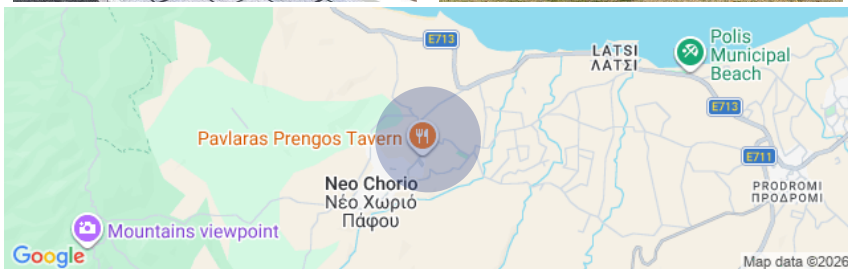 E713
LATSI
ΛΑΤΣΙ
Polis
Municipal
Beach
E713
Pavlaras Prengos Tavern
E711
Neo Chorio
Νέο Χωριό
Πάφου
PRODROMI
ΠΡΟΔΡΟΜΙ
Mountains viewpoint
Google
Map data ©2026